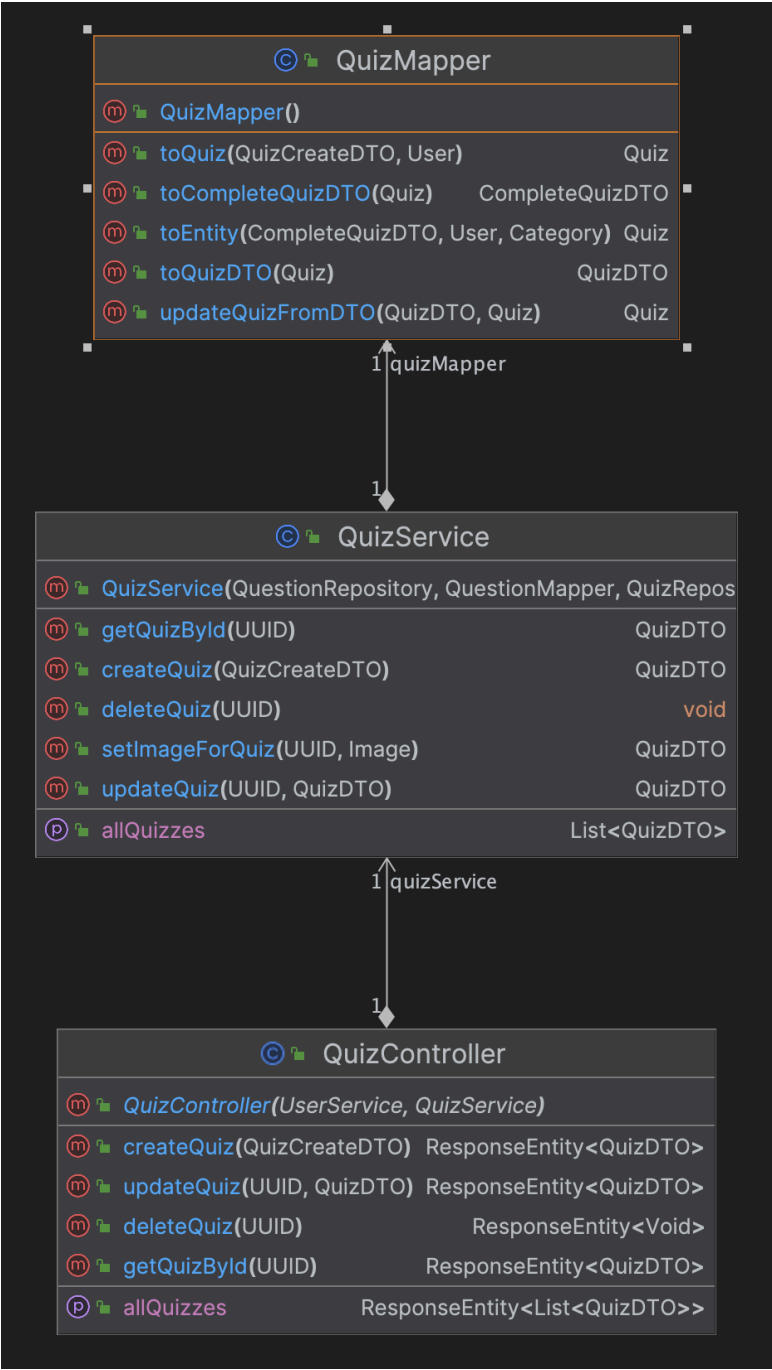 QuizMapper
QuizMapper()
toQuiz(QuizCreateDTO, User) Quiz
toCompleteQuizDTO(Quiz) CompleteQuizDTO
toEntity(CompleteQuizDTO, User, Category) Quiz
toQuizDTO(Quiz) QuizDTO
updateQuizFromDTO(QuizDTO, Quiz) Quiz
1 quizMapper
1
QuizService
QuizService(QuestionRepository, QuestionMapper, QuizRepos
getQuizById(UUID) QuizDTO
createQuiz(QuizCreateDTO) QuizDTO
deleteQuiz(UUID) void
setImageForQuiz(UUID, Image) QuizDTO
updateQuiz(UUID, QuizDTO) QuizDTO
allQuizzes List<QuizDTO>
1 quizService
1
QuizController
QuizController(UserService, QuizService)
createQuiz(QuizCreateDTO) ResponseEntity<QuizDTO>
updateQuiz(UUID, QuizDTO) ResponseEntity<QuizDTO>
deleteQuiz(UUID) ResponseEntity<Void>
getQuizById(UUID) ResponseEntity<QuizDTO>
allQuizzes ResponseEntity<List<QuizDTO>>